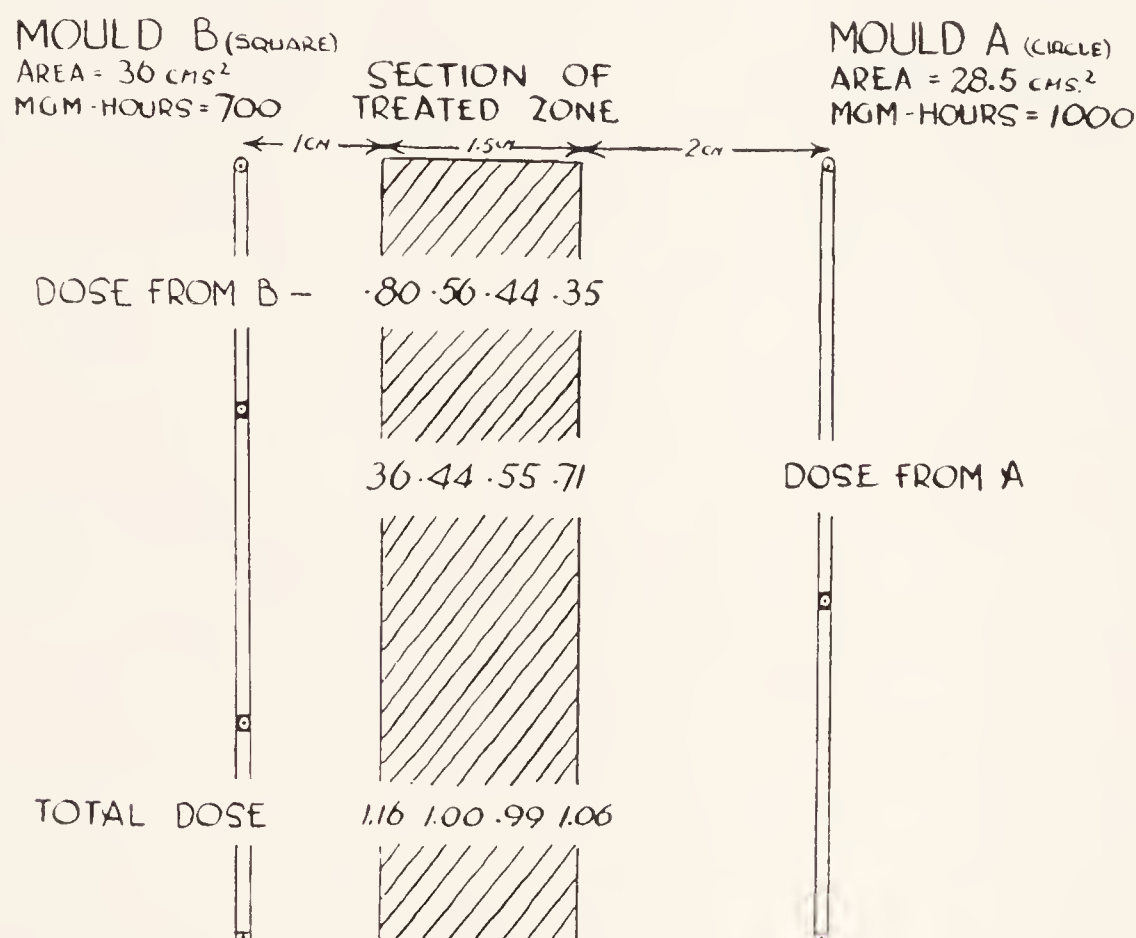 MOULD B (SQUARE)
AREA = 36 CMS²
MGM-HOURS = 700
SECTION OF
TREATED ZONE
MOULD A (CIRCLE)
AREA = 28.5 CMS.²
MGM-HOURS = 1000
1CM
1.5CM
2CM
DOSE FROM B - ·80 ·56 ·44 ·35
36 ·44 ·55 ·71 DOSE FROM A
TOTAL DOSE 1.16 1.00 .99 1.06